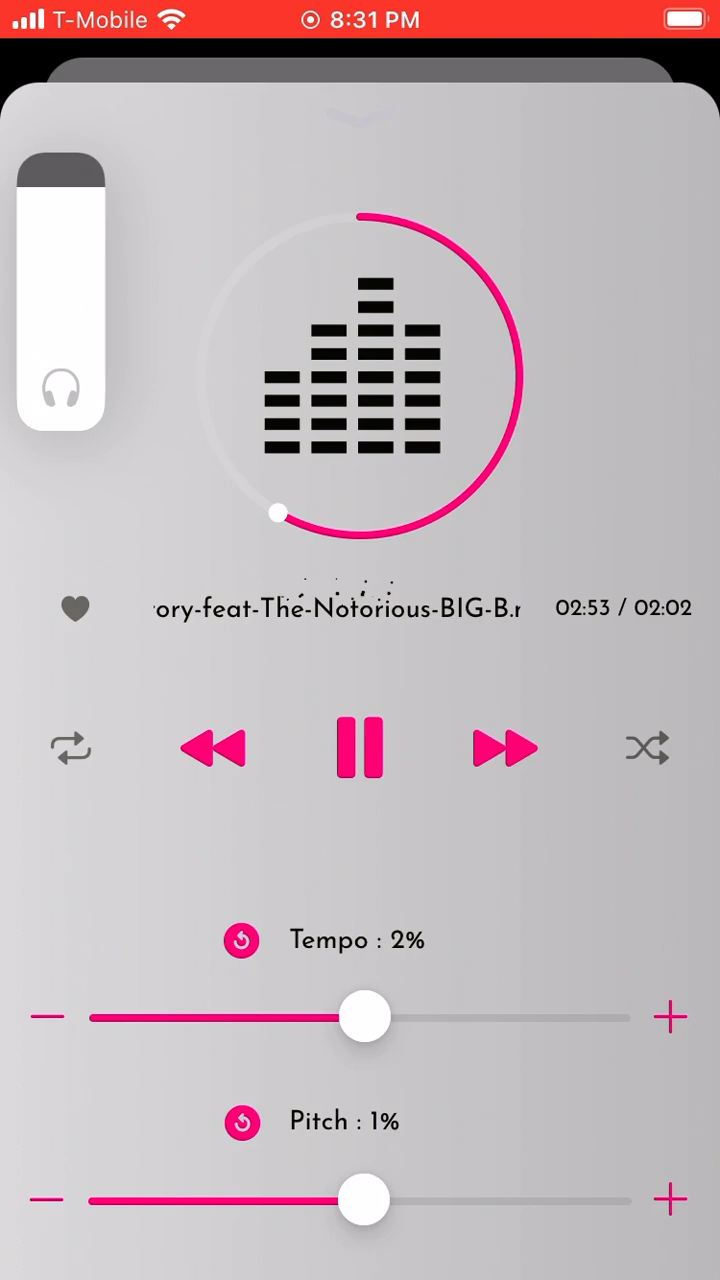 T-Mobile 8:31 PM
ory-feat-The-Notorious-BIG-B.r 02:53 / 02:02
Tempo : 2%
Pitch : 1%